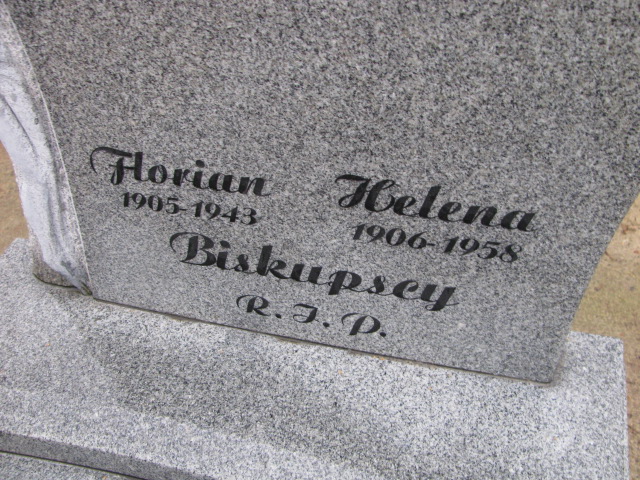 Florian Helena
1905-1943 1906-1958
Biskupscy
R. I. P.